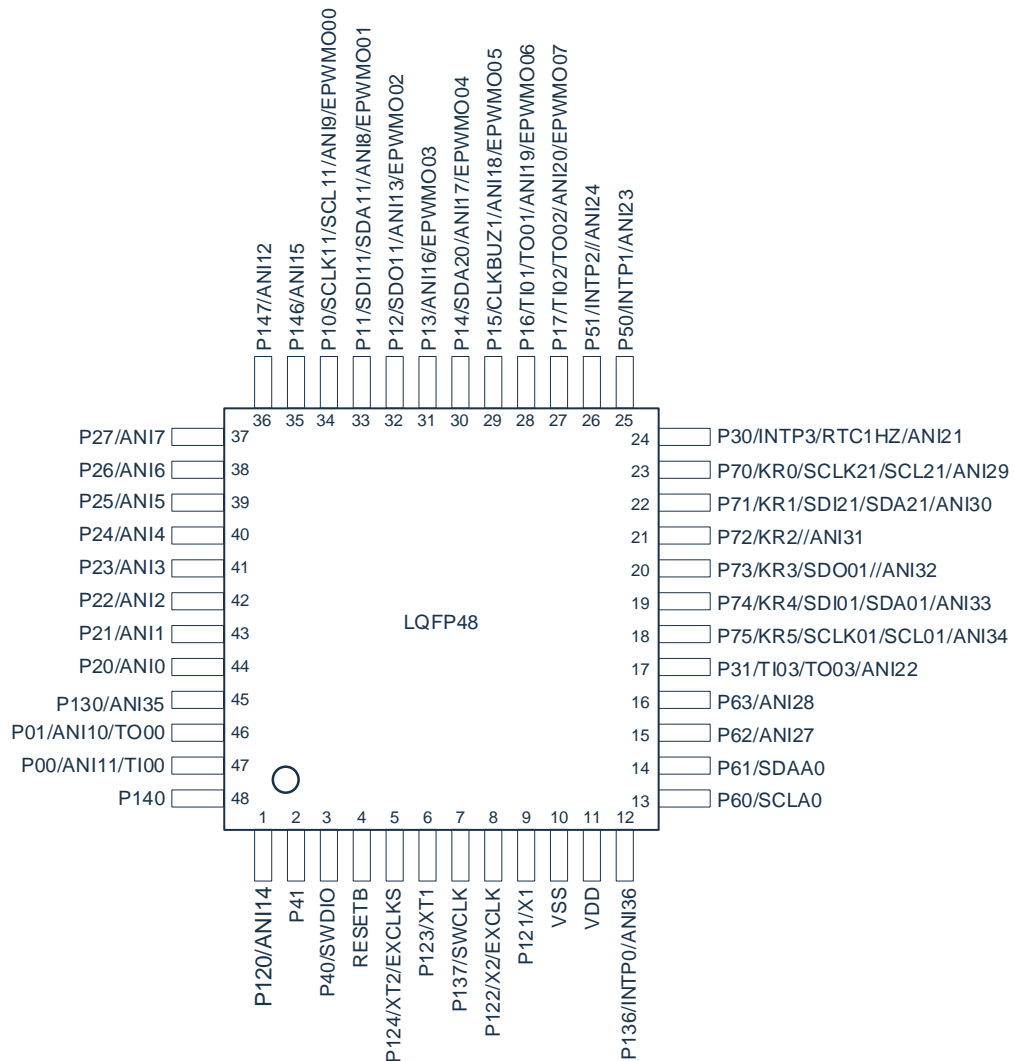 P147/ANI12
P146/ANI15
P10/SCLK11/SCL11/ANI9/EPWMO00
P11/SDI11/SDA11/ANI8/EPWMO01
P12/SDO11/ANI13/EPWMO02
P13/ANI16/EPWMO03
P14/SDA20/ANI17/EPWMO04
P15/CLKBUZ1/ANI18/EPWMO05
P16/TI01/TO01/ANI19/EPWMO06
P17/TI02/TO02/ANI20/EPWMO07
P51/INTP2//ANI24
P50/INTP1/ANI23
36 35 34 33 32 31 30 29 28 27 26 25
P27/ANI7 37
P26/ANI6 38
P25/ANI5 39
P24/ANI4 40
P23/ANI3 41
P22/ANI2 42
P21/ANI1 43
P20/ANI0 44
P130/ANI35 45
P01/ANI10/TO00 46
P00/ANI11/TI00 47
P140 48
LQFP48
24 P30/INTP3/RTC1HZ/ANI21
23 P70/KR0/SCLK21/SCL21/ANI29
22 P71/KR1/SDI21/SDA21/ANI30
21 P72/KR2//ANI31
20 P73/KR3/SDO01//ANI32
19 P74/KR4/SDI01/SDA01/ANI33
18 P75/KR5/SCLK01/SCL01/ANI34
17 P31/TI03/TO03/ANI22
16 P63/ANI28
15 P62/ANI27
14 P61/SDAA0
13 P60/SCLA0
1 2 3 4 5 6 7 8 9 10 11 12
P120/ANI14
P41
P40/SWDIO
RESETB
P124/XT2/EXCLKS
P123/XT1
P137/SWCLK
P122/X2/EXCLK
P121/X1
VSS
VDD
P136/INTP0/ANI36